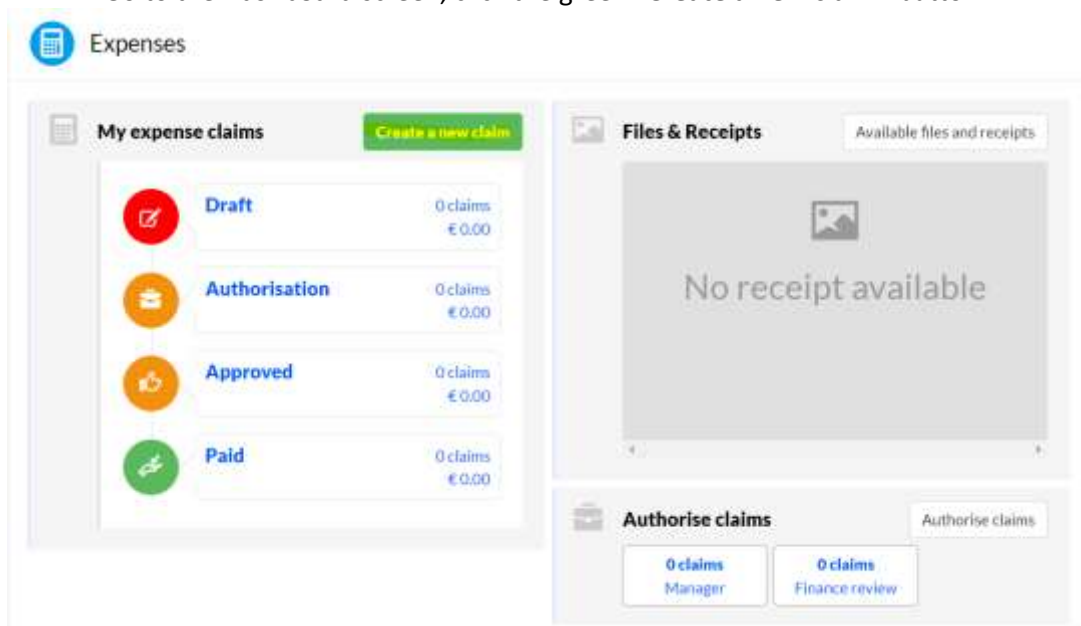 Expenses
My expense claims
Create a new claim
Draft
0 claims
€ 0.00
Authorisation
0 claims
€ 0.00
Approved
0 claims
€ 0.00
Paid
0 claims
€ 0.00
Files & Receipts
Available files and receipts
No receipt available
Authorise claims
Authorise claims
0 claims
Manager
0 claims
Finance review